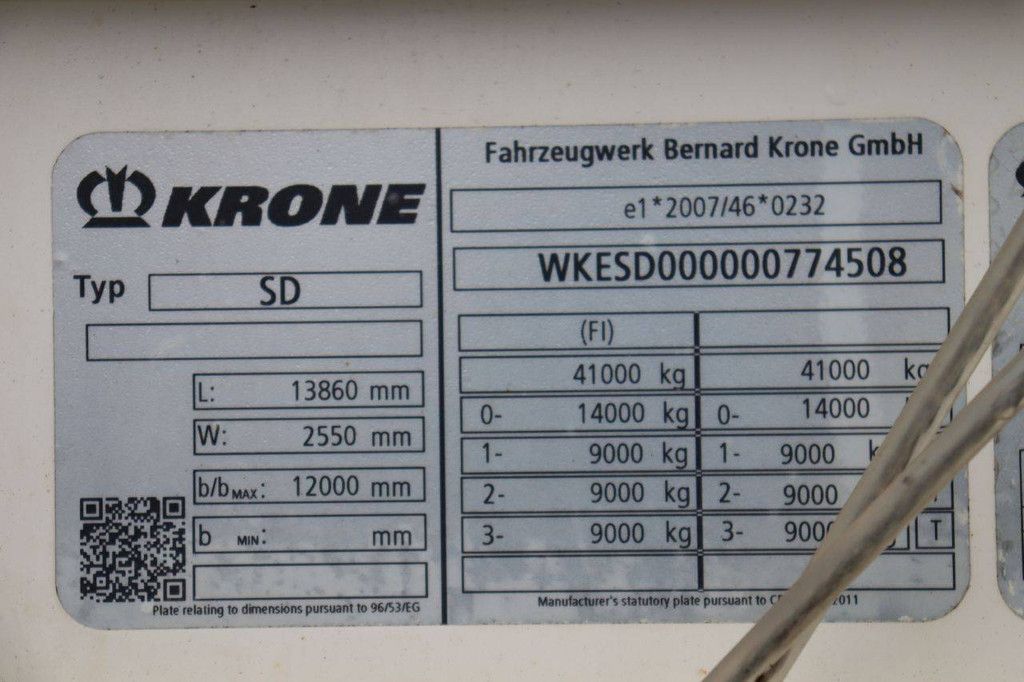 KRONE
Typ SD
L: 13860 mm
W: 2550 mm
b/b MAX: 12000 mm
b MIN: mm
Plate relating to dimensions pursuant to 96/53/EG
Fahrzeugwerk Bernard Krone GmbH
e1*2007/46*0232
WKESD000000774508
(FI)
41000 kg 41000
0- 14000 kg 0- 14000
1- 9000 kg 1- 9000
2- 9000 kg 2- 9000
3- 9000 kg 3- T
Manufacturer's statutory plate pursuant to